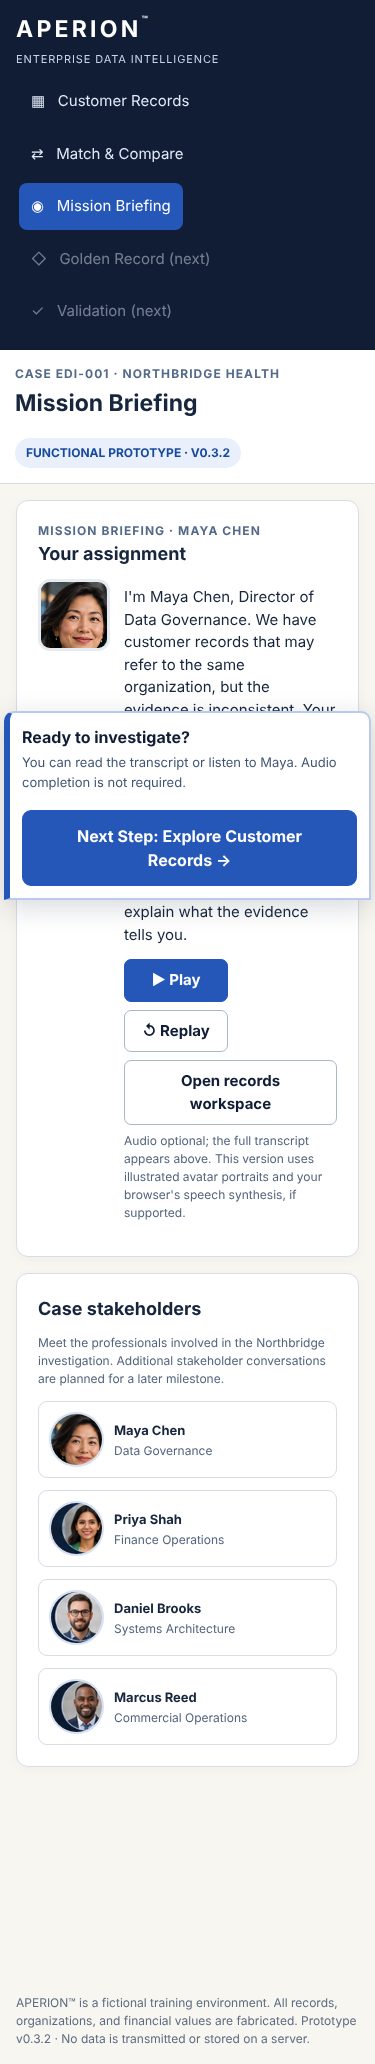 APERION™
ENTERPRISE DATA INTELLIGENCE
Customer Records
Match & Compare
Mission Briefing
Golden Record (next)
Validation (next)
CASE EDI-001 · NORTHBRIDGE HEALTH
Mission Briefing
FUNCTIONAL PROTOTYPE · V0.3.2
MISSION BRIEFING · MAYA CHEN
Your assignment
I'm Maya Chen, Director of
Data Governance. We have
customer records that may
refer to the same
organization, but the
evidence is inconsistent. Your
Ready to investigate?
You can read the transcript or listen to Maya. Audio
completion is not required.
Next Step: Explore Customer
Records →
explain what the evidence
tells you.
▶ Play
↺ Replay
Open records
workspace
Audio optional; the full transcript
appears above. This version uses
illustrated avatar portraits and your
browser's speech synthesis, if
supported.
Case stakeholders
Meet the professionals involved in the Northbridge
investigation. Additional stakeholder conversations
are planned for a later milestone.
Maya Chen
Data Governance
Priya Shah
Finance Operations
Daniel Brooks
Systems Architecture
Marcus Reed
Commercial Operations
APERION™ is a fictional training environment. All records,
organizations, and financial values are fabricated. Prototype
v0.3.2 · No data is transmitted or stored on a server.